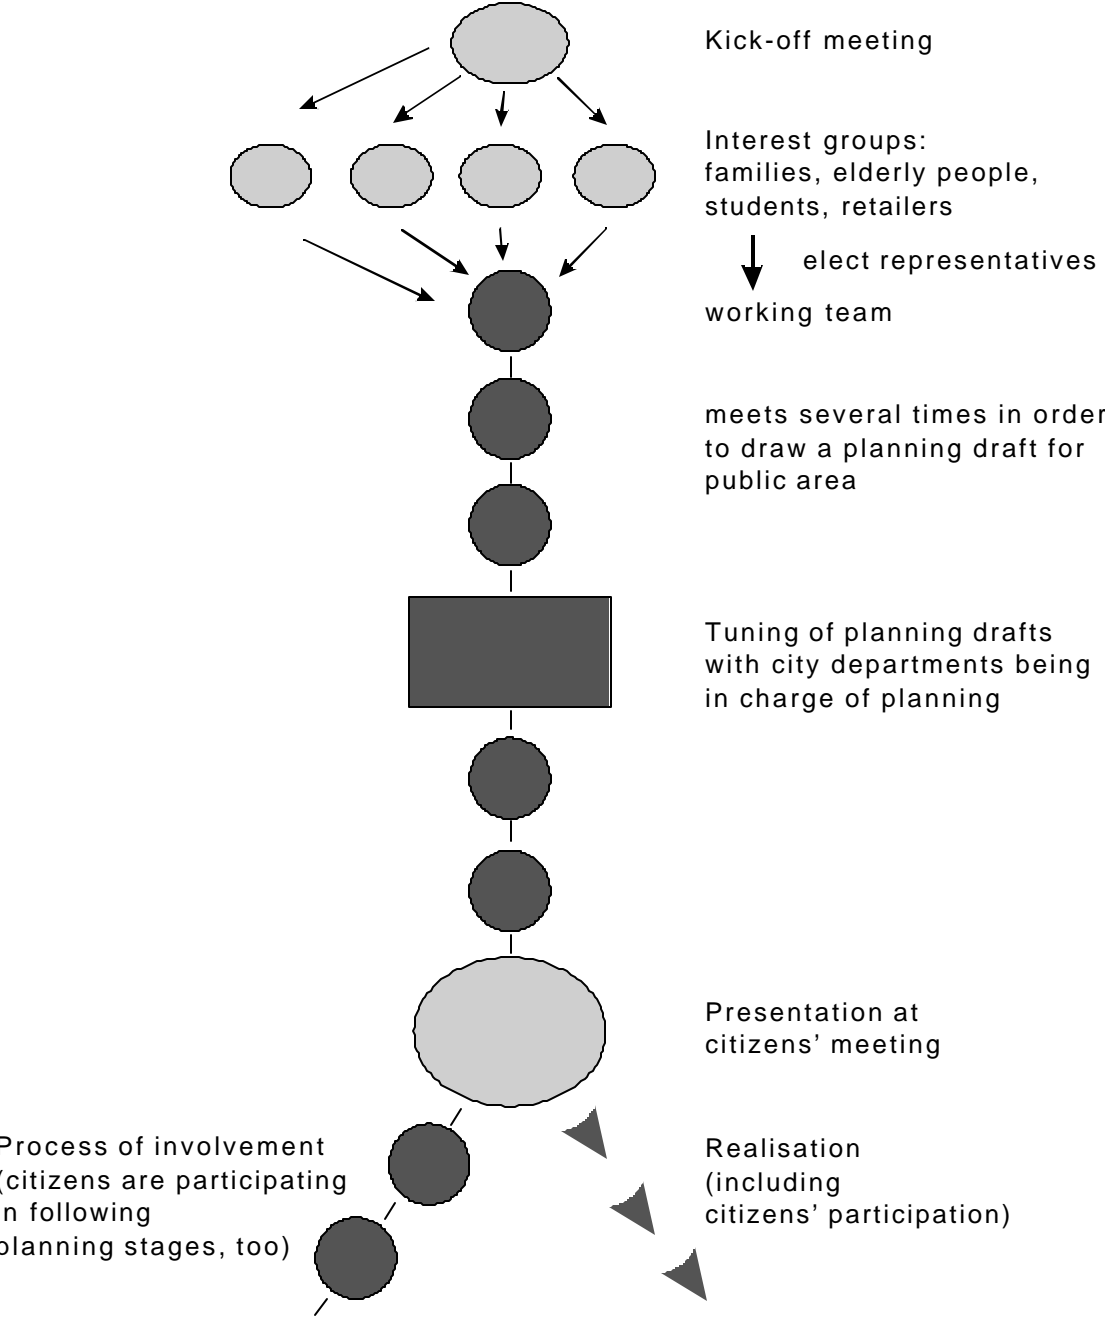 Kick-off meeting
Interest groups:
families, elderly people,
students, retailers
elect representatives
working team
meets several times in order
to draw a planning draft for
public area
Tuning of planning drafts
with city departments being
in charge of planning
Presentation at
citizens’ meeting
Process of involvement
(citizens are participating
in following
planning stages, too)
Realisation
(including
citizens’ participation)